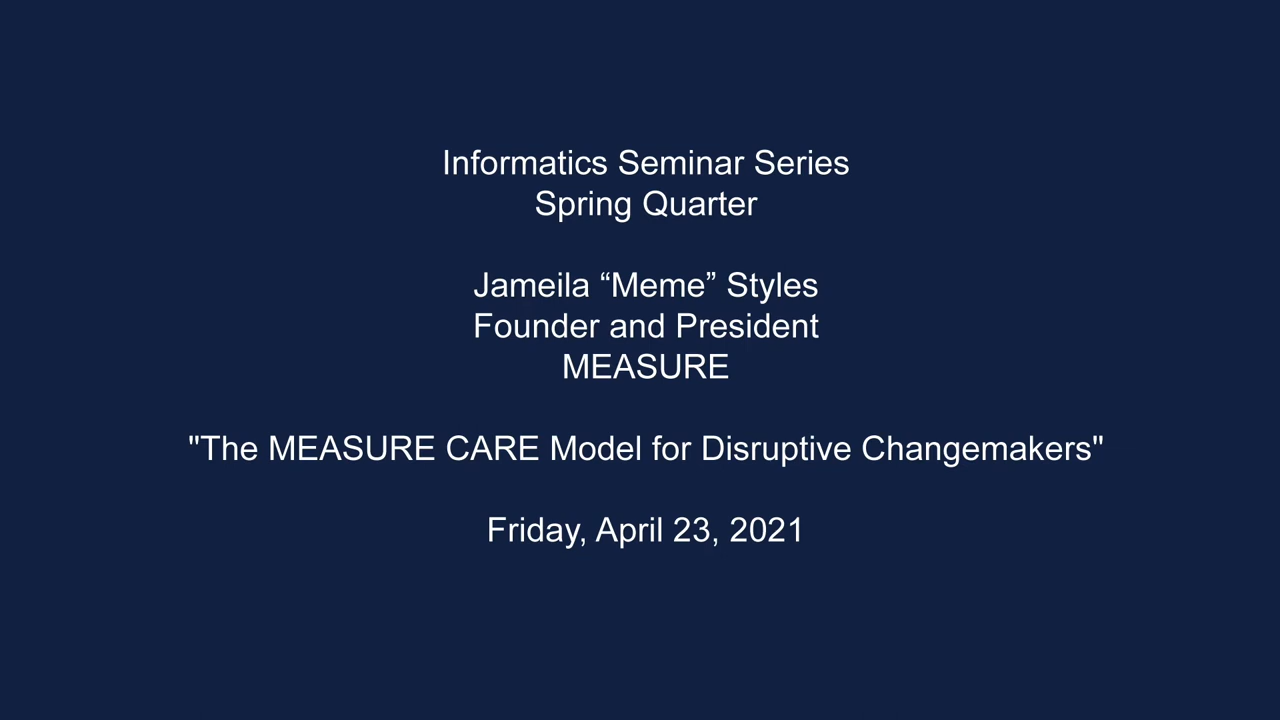 Informatics Seminar Series
Spring Quarter
Jameila “Meme” Styles
Founder and President
MEASURE
"The MEASURE CARE Model for Disruptive Changemakers"
Friday, April 23, 2021